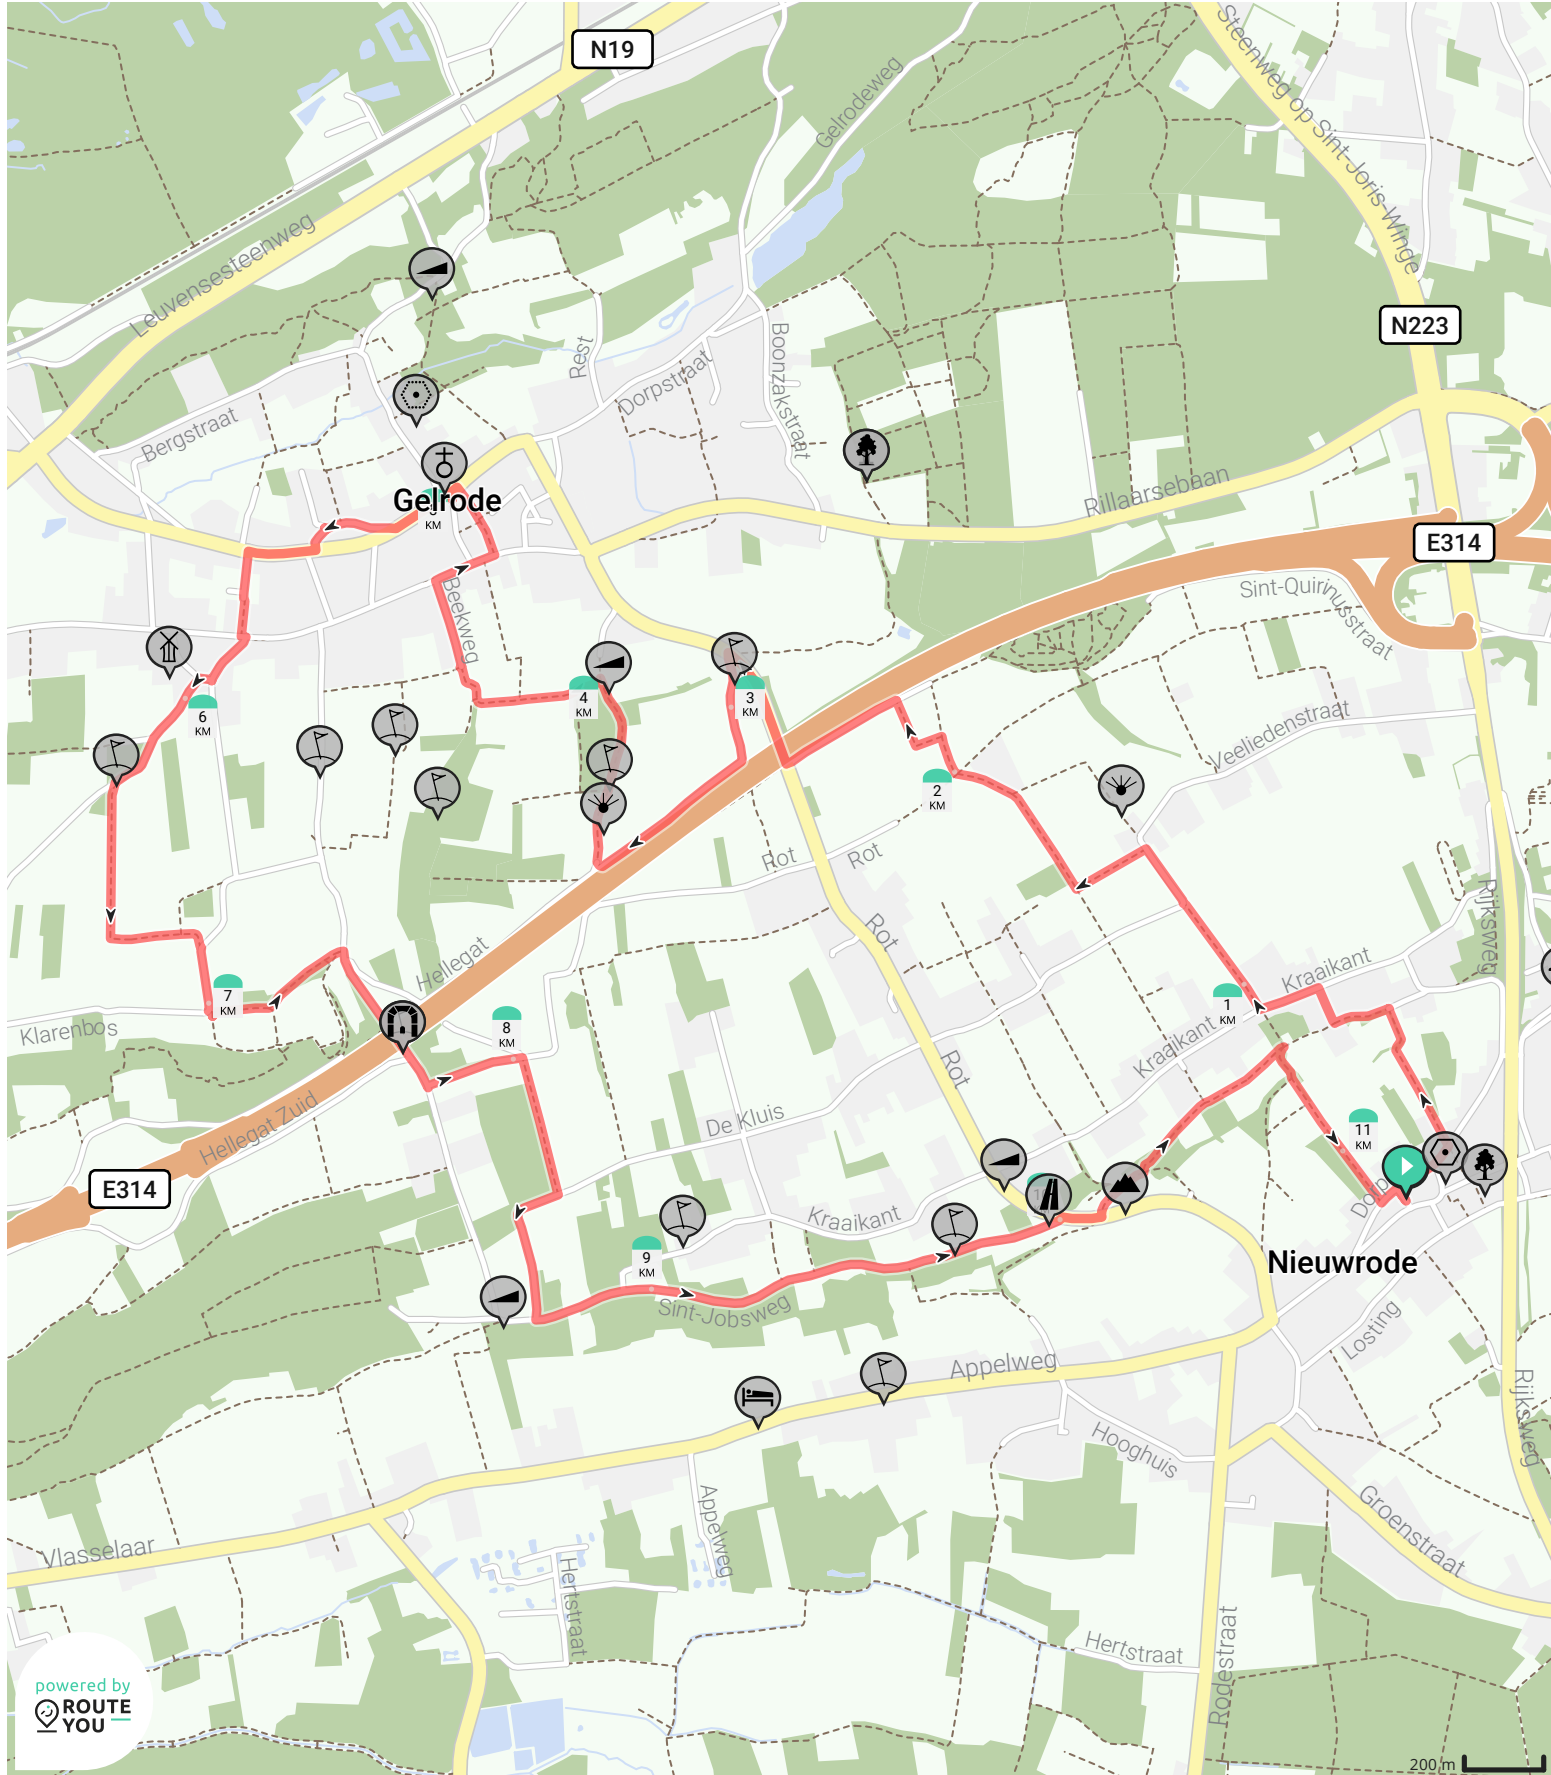 N19
Steenweg op Sint-Joris-Winge
Gelrodeweg
Leuvensesteenweg
N223
Rest
Boonzakstraat
Dorpstraat
Bergstraat
Rillaarsebaan
Gelrode
KM
E314
Sint-Quirinusstraat
Beekweg
4
KM
3
KM
6
KM
Veeliedenstraat
2
KM
Rot
Rot
Rijksweg
Rot
Hellegat
Kraaikant
7
KM
1
KM
Klarenbos
8
KM
Kraaikant
Rot
Hellegat Zuid
De Kluis
11
KM
E314
Kraaikant
9
KM
Nieuwrode
Sint-Jobsweg
Losting
Appelweg
Rijksweg
Hooghuis
Appelweg
Groenstraat
Vlasselaar
Hertstraat
Hertstraat
Rodestraat
powered by
ROUTE
YOU
200 m